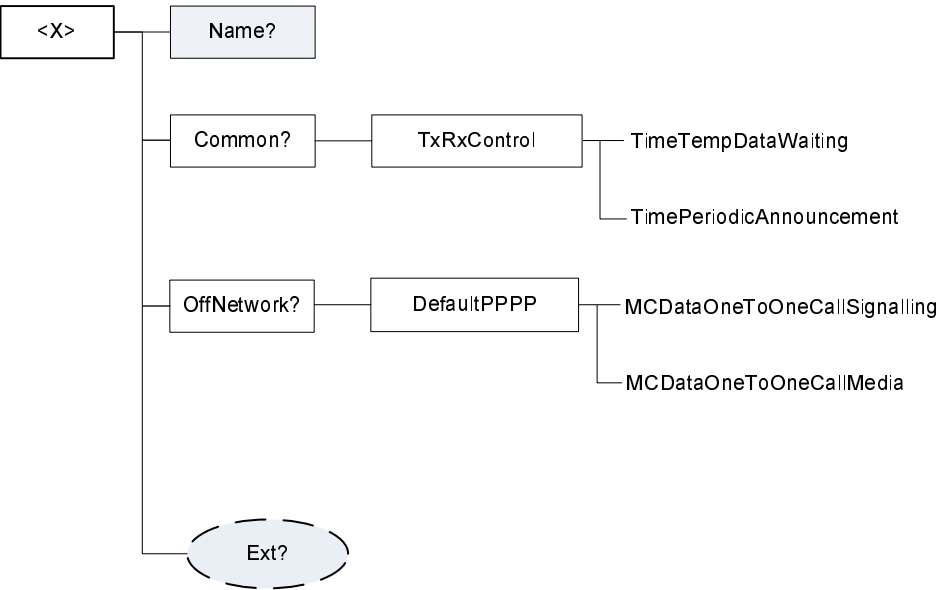 <X>
Name?
Common?
TxRxControl
TimeTempDataWaiting
TimePeriodicAnnouncement
OffNetwork?
DefaultPPPP
MCDataOneToOneCallSignalling
MCDataOneToOneCallMedia
Ext?